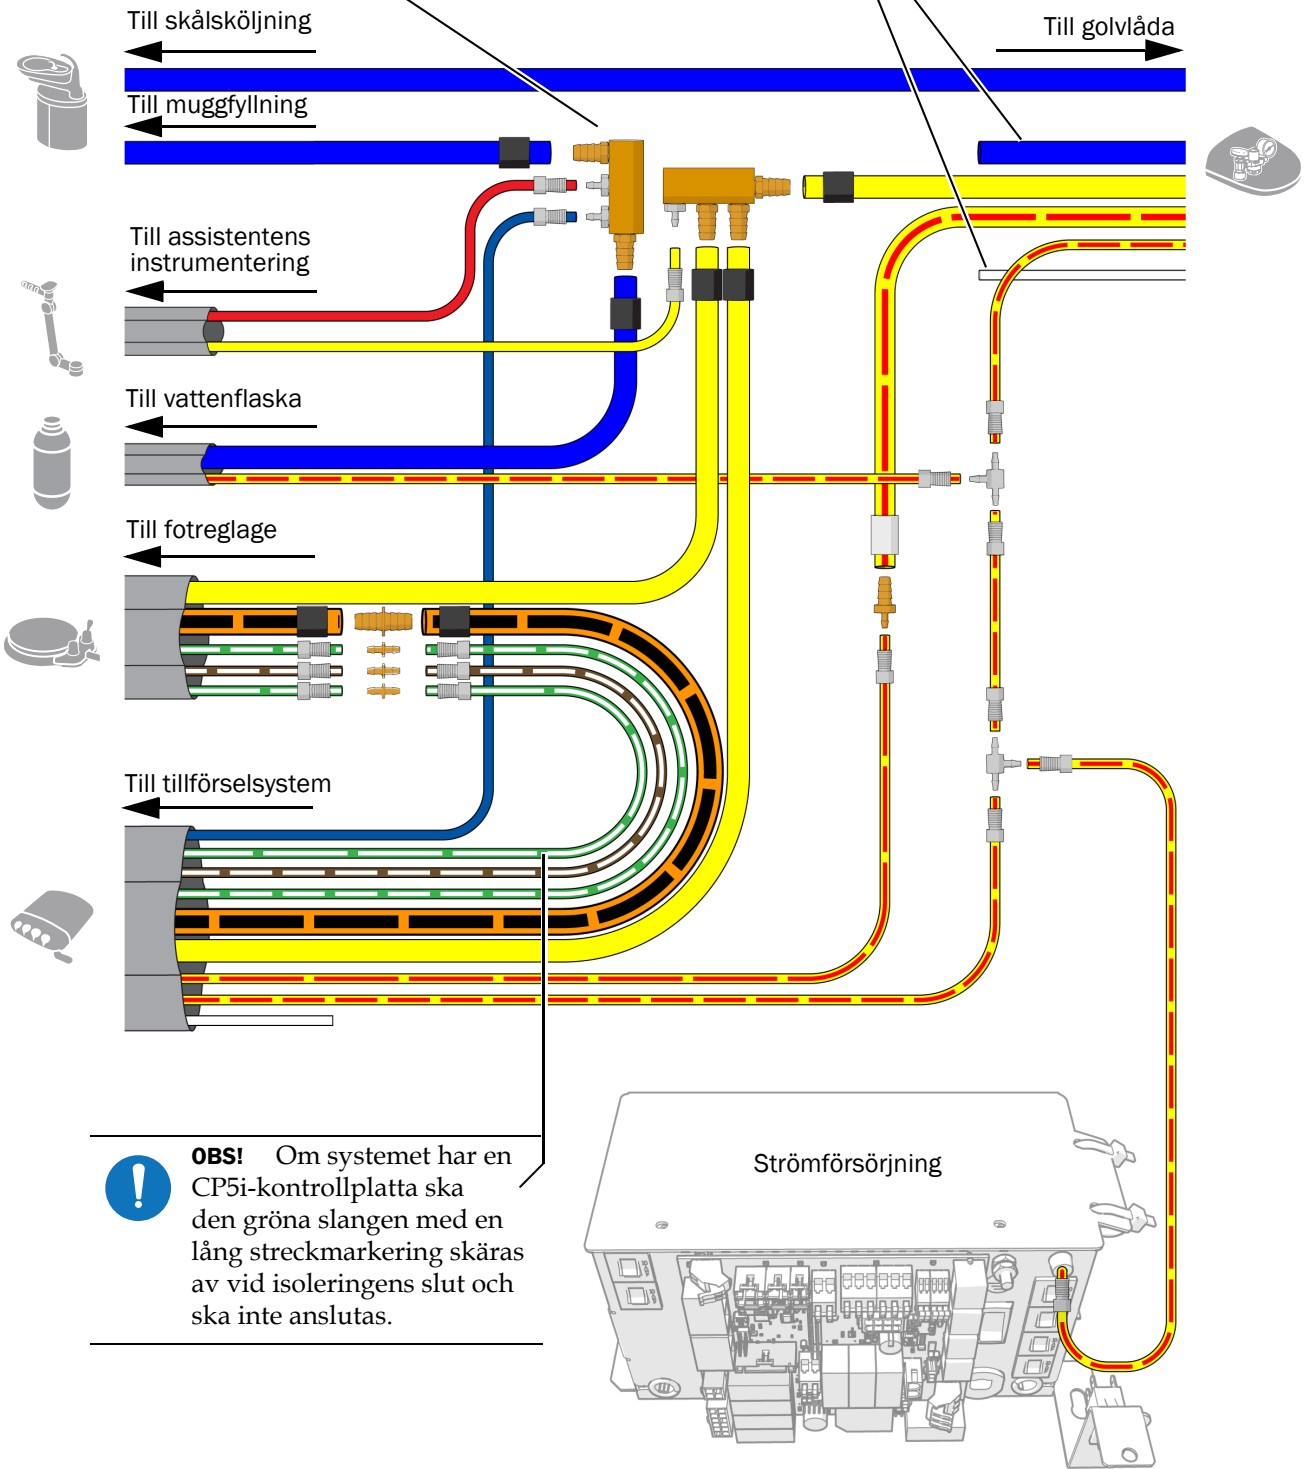 Till skålsköljning
Till golvlåda
Till muggfyllning
Till assistentens
instrumentering
Till vattenflaska
Till fotreglage
Till tillförselsystem
Strömförsörjning
OBS! Om systemet har en
CP5i-kontrollplatta ska
den gröna slangen med en
lång streckmarkering skäras
av vid isoleringens slut och
ska inte anslutas.